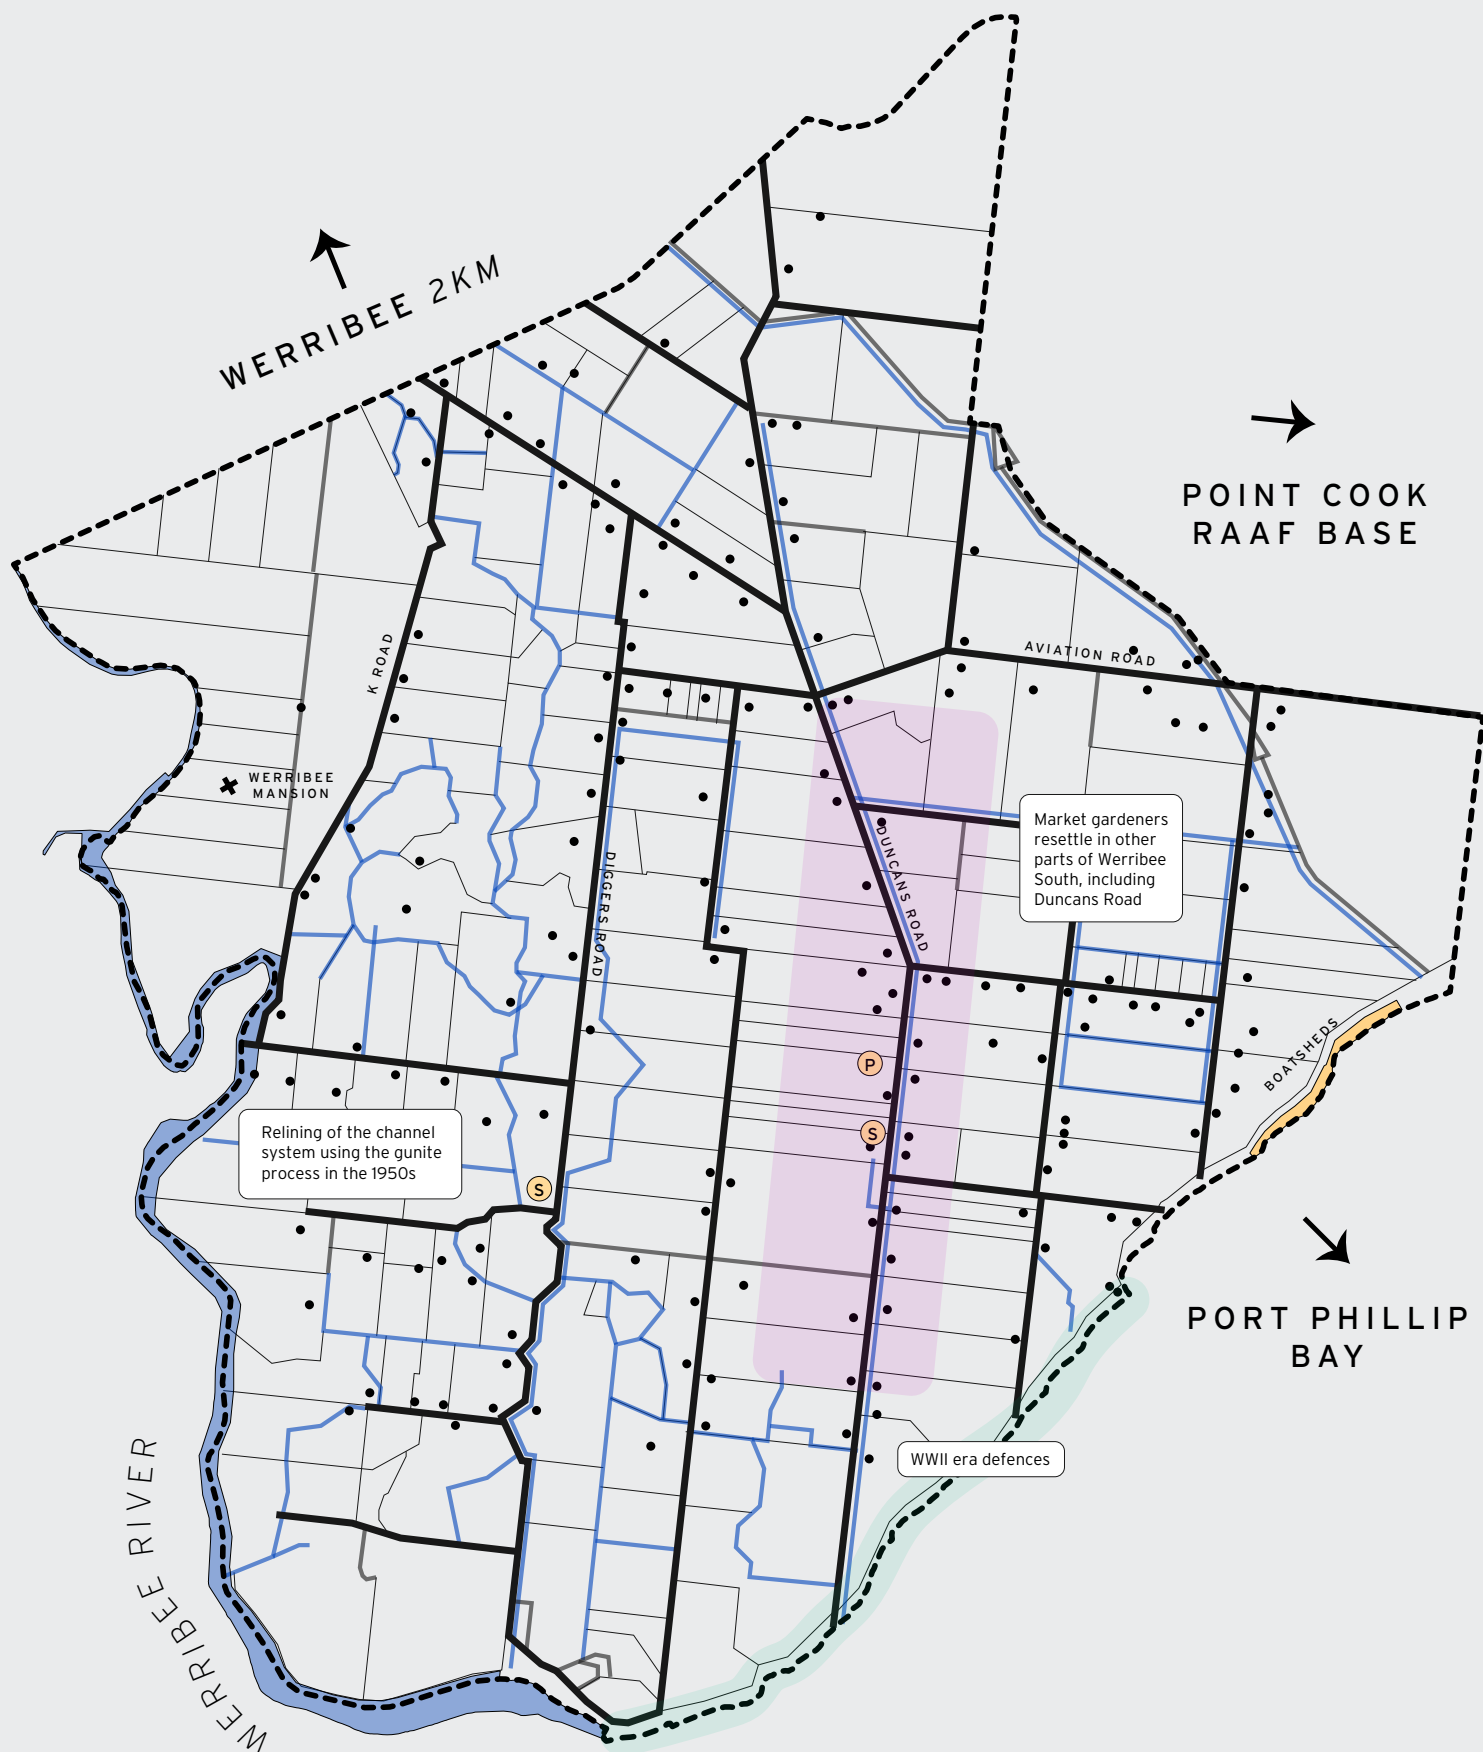 WERRIBEE 2KM
POINT COOK
RAAF BASE
AVIATION ROAD
K ROAD
WERRIBEE
MANSION
Market gardeners
resettle in other
parts of Werribee
South, including
Duncans Road
DUNCANS ROAD
DIGGERS ROAD
BOATSHEDS
P
S
Relining of the channel
system using the gunite
process in the 1950s
S
PORT PHILLIP
BAY
WWII era defences
WERRIBEE RIVER